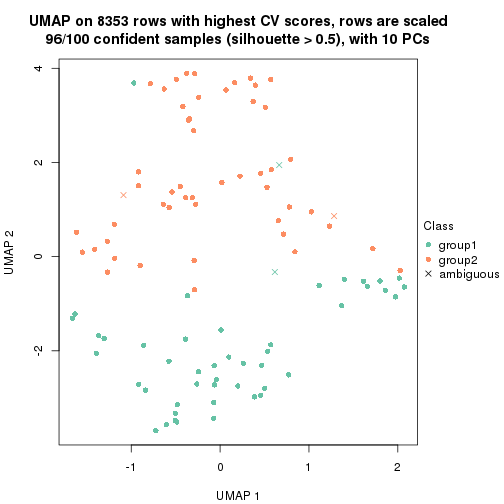 UMAP on 8353 rows with highest CV scores, rows are scaled
96/100 confident samples (silhouette > 0.5), with 10 PCs
4
2
0
-2
UMAP 2
-1
0
1
2
UMAP 1
Class
group1
group2
ambiguous